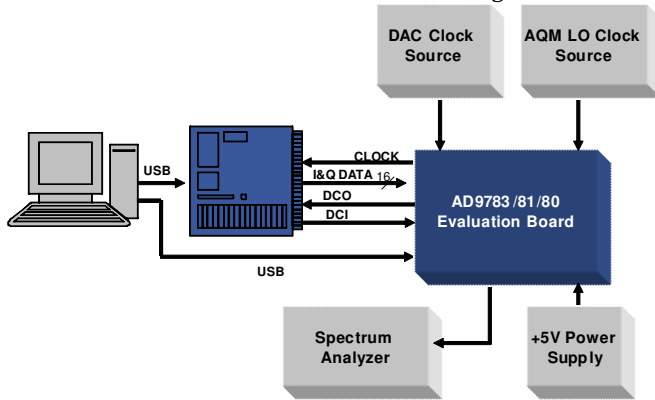 DAC Clock
Source
AQM LO Clock
Source
USB
CLOCK
I&Q DATA 16
DCO
DCI
AD9783/81/80
Evaluation Board
USB
Spectrum
Analyzer
+5V Power
Supply